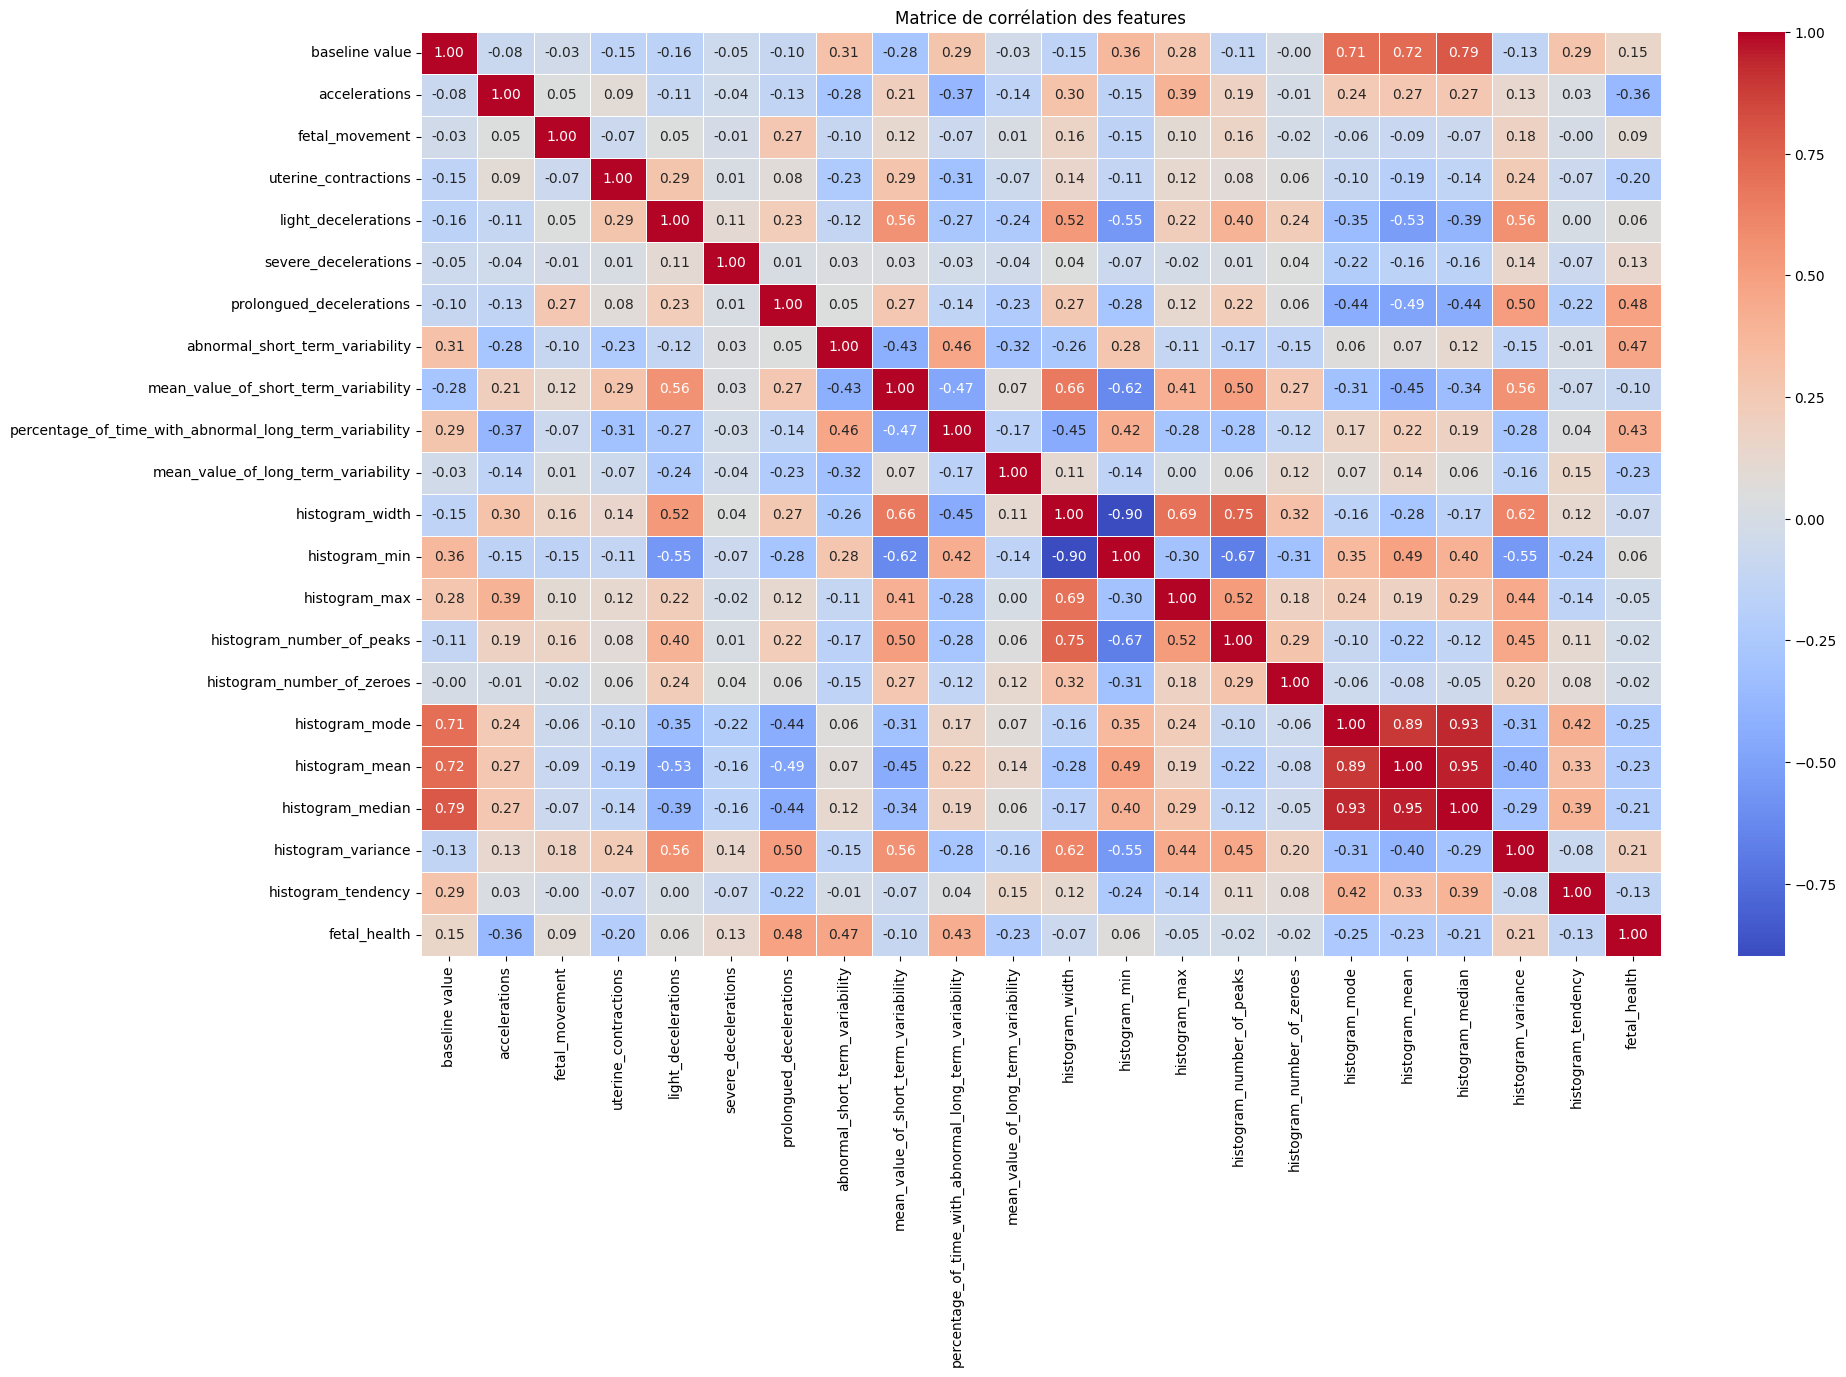 Matrice de corrélation des features
baseline value 1.00 -0.08 -0.03 -0.15 -0.16 -0.05 -0.10 0.31 -0.28 0.29 -0.03 -0.15 0.36 0.28 -0.11 -0.00 0.71 0.72 0.79 -0.13 0.29 0.15
accelerations -0.08 1.00 0.05 0.09 -0.11 -0.04 -0.13 -0.28 0.21 -0.37 -0.14 0.30 -0.15 0.39 0.19 -0.01 0.24 0.27 0.27 0.13 0.03 -0.36
fetal_movement -0.03 0.05 1.00 -0.07 0.05 -0.01 0.27 -0.10 0.12 -0.07 0.01 0.16 -0.15 0.10 0.16 -0.02 -0.06 -0.09 -0.07 0.18 -0.00 0.09
uterine_contractions -0.15 0.09 -0.07 1.00 0.29 0.01 0.08 -0.23 0.29 -0.31 -0.07 0.14 -0.11 0.12 0.08 0.06 -0.10 -0.19 -0.14 0.24 -0.07 -0.20
light_decelerations -0.16 -0.11 0.05 0.29 1.00 0.11 0.23 -0.12 0.56 -0.27 -0.24 0.52 -0.55 0.22 0.40 0.24 -0.35 -0.53 -0.39 0.56 0.00 0.06
severe_decelerations -0.05 -0.04 -0.01 0.01 0.11 1.00 0.01 0.03 0.03 -0.03 -0.04 0.04 -0.07 -0.02 0.01 0.04 -0.22 -0.16 -0.16 0.14 -0.07 0.13
prolongued_decelerations -0.10 -0.13 0.27 0.08 0.23 0.01 1.00 0.05 0.27 -0.14 -0.23 0.27 -0.28 0.12 0.22 0.06 -0.44 -0.49 -0.44 0.50 -0.22 0.48
abnormal_short_term_variability 0.31 -0.28 -0.10 -0.23 -0.12 0.03 0.05 1.00 -0.43 0.46 -0.32 -0.26 0.28 -0.11 -0.17 -0.15 0.06 0.07 0.12 -0.15 -0.01 0.47
mean_value_of_short_term_variability -0.28 0.21 0.12 0.29 0.56 0.03 0.27 -0.43 1.00 -0.47 0.07 0.66 -0.62 0.41 0.50 0.27 -0.31 -0.45 -0.34 0.56 -0.07 -0.10
percentage_of_time_with_abnormal_long_term_variability 0.29 -0.37 -0.07 -0.31 -0.27 -0.03 -0.14 0.46 -0.47 1.00 -0.17 -0.45 0.42 -0.28 -0.28 -0.12 0.17 0.22 0.19 -0.28 0.04 0.43
mean_value_of_long_term_variability -0.03 -0.14 0.01 -0.07 -0.24 -0.04 -0.23 -0.32 0.07 -0.17 1.00 0.11 -0.14 0.00 0.06 0.12 0.07 0.14 0.06 -0.16 0.15 -0.23
histogram_width -0.15 0.30 0.16 0.14 0.52 0.04 0.27 -0.26 0.66 -0.45 0.11 1.00 -0.90 0.69 0.75 0.32 -0.16 -0.28 -0.17 0.62 0.12 -0.07
histogram_min 0.36 -0.15 -0.15 -0.11 -0.55 -0.07 -0.28 0.28 -0.62 0.42 -0.14 -0.90 1.00 -0.30 -0.67 -0.31 0.35 0.49 0.40 -0.55 -0.24 0.06
histogram_max 0.28 0.39 0.10 0.12 0.22 -0.02 0.12 -0.11 0.41 -0.28 0.00 0.69 -0.30 1.00 0.52 0.18 0.24 0.19 0.29 0.44 -0.14 -0.05
histogram_number_of_peaks -0.11 0.19 0.16 0.08 0.40 0.01 0.22 -0.17 0.50 -0.28 0.06 0.75 -0.67 0.52 1.00 0.29 -0.10 -0.22 -0.12 0.45 0.11 -0.02
histogram_number_of_zeroes -0.00 -0.01 -0.02 0.06 0.24 0.04 0.06 -0.15 0.27 -0.12 0.12 0.32 -0.31 0.18 0.29 1.00 -0.06 -0.08 -0.05 0.20 0.08 -0.02
histogram_mode 0.71 0.24 -0.06 -0.10 -0.35 -0.22 -0.44 0.06 -0.31 0.17 0.07 -0.16 0.35 0.24 -0.10 -0.06 1.00 0.89 0.93 -0.31 0.42 -0.25
histogram_mean 0.72 0.27 -0.09 -0.19 -0.53 -0.16 -0.49 0.07 -0.45 0.22 0.14 -0.28 0.49 0.19 -0.22 -0.08 0.89 1.00 0.95 -0.40 0.33 -0.23
histogram_median 0.79 0.27 -0.07 -0.14 -0.39 -0.16 -0.44 0.12 -0.34 0.19 0.06 -0.17 0.40 0.29 -0.12 -0.05 0.93 0.95 1.00 -0.29 0.39 -0.21
histogram_variance -0.13 0.13 0.18 0.24 0.56 0.14 0.50 -0.15 0.56 -0.28 -0.16 0.62 -0.55 0.44 0.45 0.20 -0.31 -0.40 -0.29 1.00 -0.08 0.21
histogram_tendency 0.29 0.03 -0.00 -0.07 0.00 -0.07 -0.22 -0.01 -0.07 0.04 0.15 0.12 -0.24 -0.14 0.11 0.08 0.42 0.33 0.39 -0.08 1.00 -0.13
fetal_health 0.15 -0.36 0.09 -0.20 0.06 0.13 0.48 0.47 -0.10 0.43 -0.23 -0.07 0.06 -0.05 -0.02 -0.02 -0.25 -0.23 -0.21 0.21 -0.13 1.00
baseline value
accelerations
fetal_movement
uterine_contractions
light_decelerations
severe_decelerations
prolongued_decelerations
abnormal_short_term_variability
mean_value_of_short_term_variability
percentage_of_time_with_abnormal_long_term_variability
mean_value_of_long_term_variability
histogram_width
histogram_min
histogram_max
histogram_number_of_peaks
histogram_number_of_zeroes
histogram_mode
histogram_mean
histogram_median
histogram_variance
histogram_tendency
fetal_health
1.00
0.75
0.50
0.25
0.00
−0.25
−0.50
−0.75